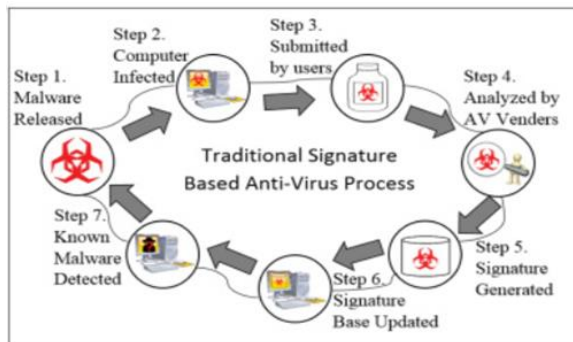 Step 1.
Malware
Released
Step 2.
Computer
Infected
Step 3.
Submitted
by users
Step 4.
Analyzed by
AV Venders
Step 5.
Signature
Generated
Step 6.
Signature
Base Updated
Step 7.
Known
Malware
Detected
Traditional Signature
Based Anti-Virus Process